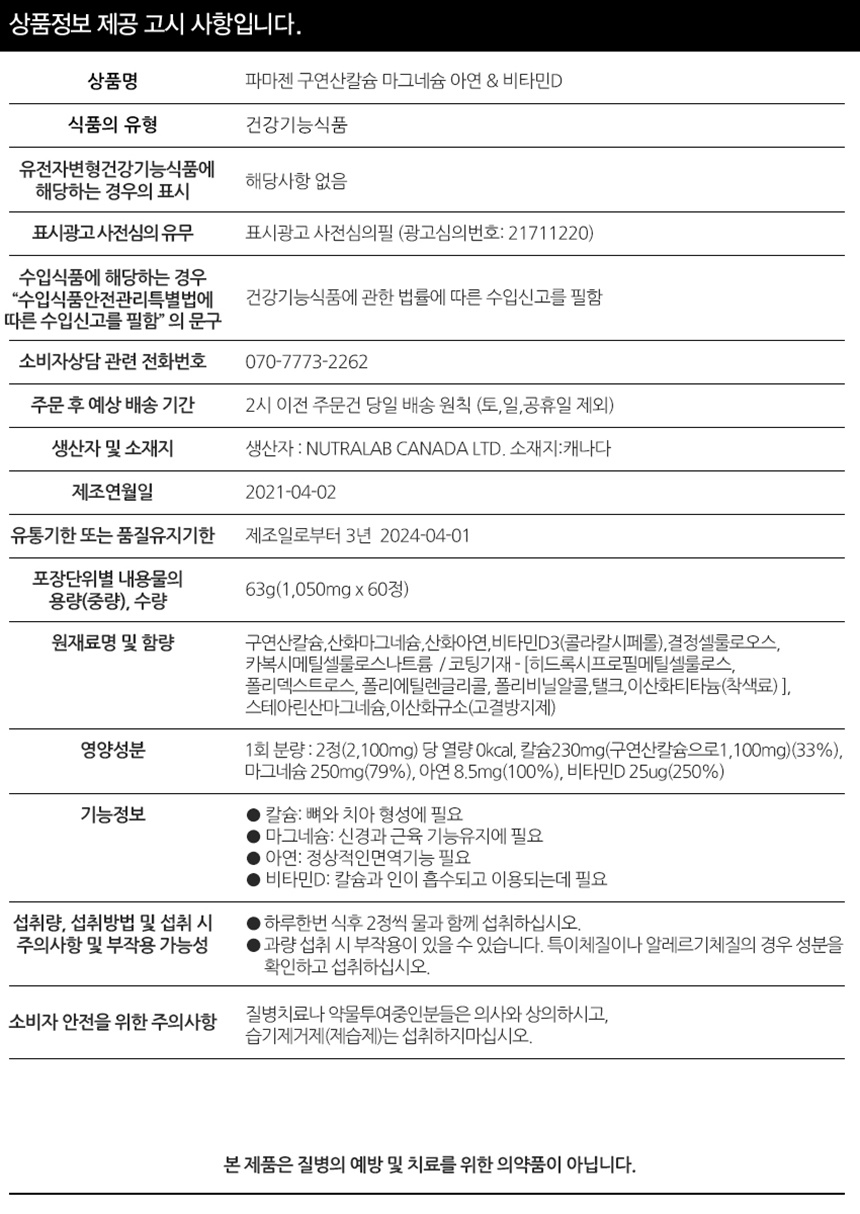 상품정보 제공 고시 사항입니다.
상품명
파마젠 구연산칼슘 마그네슘 아연 & 비타민D
식품의 유형
건강기능식품
유전자변형건강기능식품에
해당하는 경우의 표시
해당사항 없음
표시광고 사전심의 유무
표시광고 사전심의필 (광고심의번호: 21711220)
수입식품에 해당하는 경우
“수입식품안전관리특별법에
따른 수입신고를 필함” 의 문구
건강기능식품에 관한 법률에 따른 수입신고를 필함
소비자상담 관련 전화번호
070-7773-2262
주문 후 예상 배송 기간
2시 이전 주문건 당일 배송 원칙 (토,일,공휴일 제외)
생산자 및 소재지
생산자 : NUTRALAB CANADA LTD. 소재지:캐나다
제조연월일
2021-04-02
유통기한 또는 품질유지기한
제조일로부터 3년 2024-04-01
포장단위별 내용물의
용량(중량), 수량
63g(1,050mg x 60정)
원재료명 및 함량
구연산칼슘,산화마그네슘,산화아연,비타민D3(콜라칼시페롤),결정셀룰로오스,
카복시메틸셀룰로스나트륨 / 코팅기재 - [히드록시프로필메틸셀룰로스,
폴리덱스트로스, 폴리에틸렌글리콜, 폴리비닐알콜,탤크,이산화티타늄(착색료) ],
스테아린산마그네슘,이산화규소(고결방지제)
영양성분
1회 분량 : 2정(2,100mg) 당 열량 0kcal, 칼슘230mg(구연산칼슘으로1,100mg)(33%),
마그네슘 250mg(79%), 아연 8.5mg(100%), 비타민D 25ug(250%)
기능정보
● 칼슘: 뼈와 치아 형성에 필요
● 마그네슘: 신경과 근육 기능유지에 필요
● 아연: 정상적인면역기능 필요
● 비타민D: 칼슘과 인이 흡수되고 이용되는데 필요
섭취량, 섭취방법 및 섭취 시
주의사항 및 부작용 가능성
● 하루한번 식후 2정씩 물과 함께 섭취하십시오.
● 과량 섭취 시 부작용이 있을 수 있습니다. 특이체질이나 알레르기체질의 경우 성분을
확인하고 섭취하십시오.
소비자 안전을 위한 주의사항
질병치료나 약물투여중인분들은 의사와 상의하시고,
습기제거제(제습제)는 섭취하지마십시오.
본 제품은 질병의 예방 및 치료를 위한 의약품이 아닙니다.